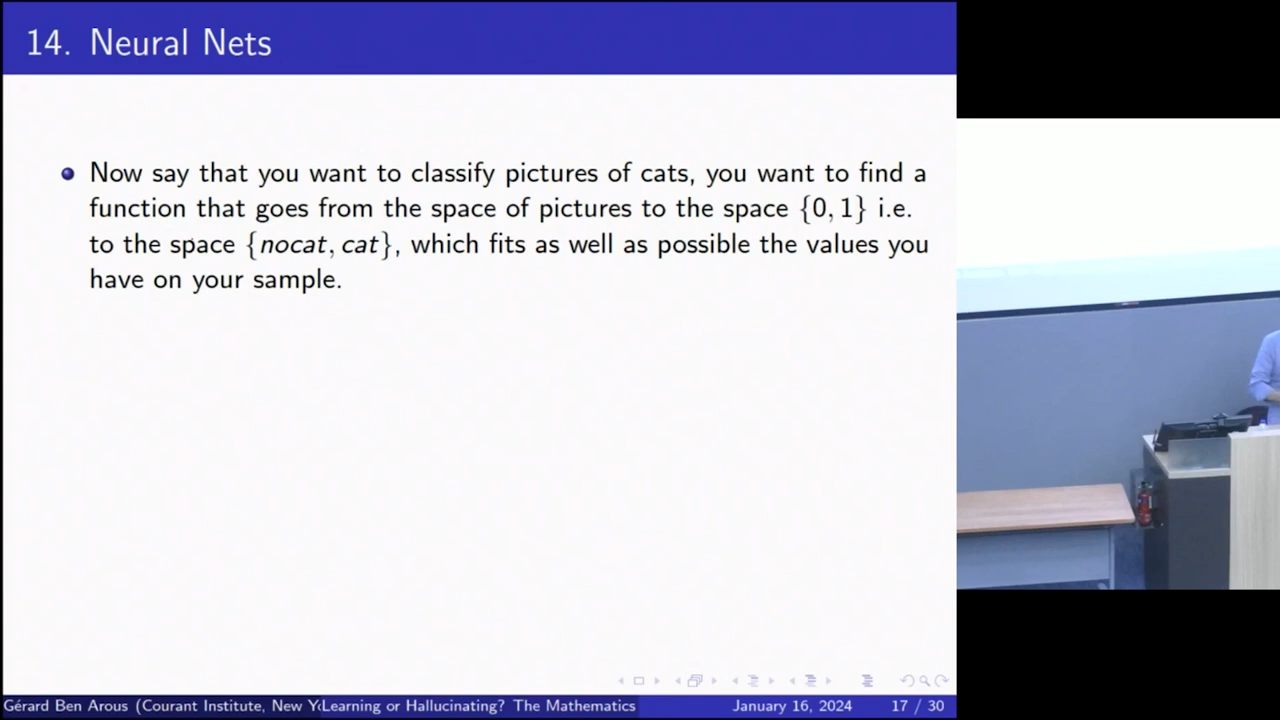 14. Neural Nets
Now say that you want to classify pictures of cats, you want to find a
function that goes from the space of pictures to the space {0, 1} i.e.
to the space {nocat, cat}, which fits as well as possible the values you
have on your sample.
Gérard Ben Arous (Courant Institute, New Y Learning or Hallucinating? The Mathematics January 16, 2024 17 / 30